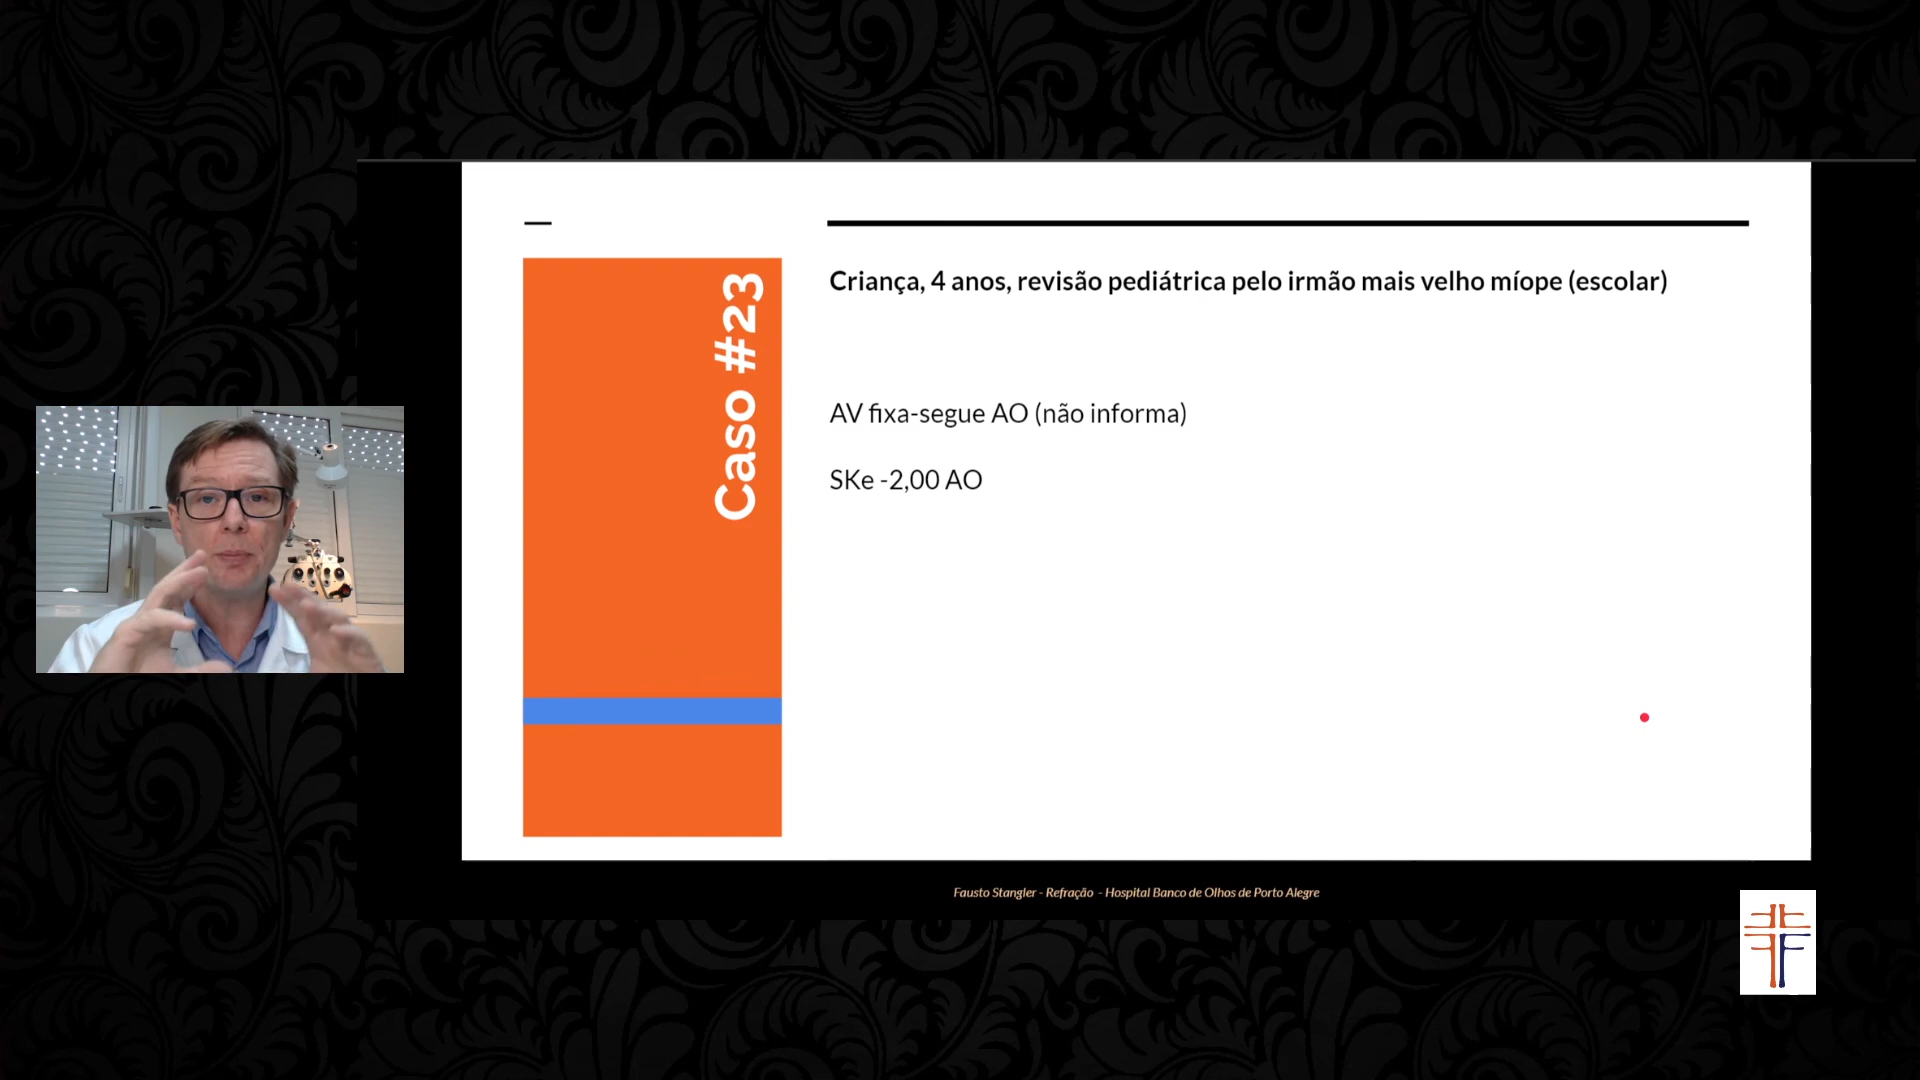 Caso #23
Criança, 4 anos, revisão pediátrica pelo irmão mais velho míope (escolar)
AV fixa-segue AO (não informa)
SKe -2,00 AO
Fausto Stangler - Refração - Hospital Banco de Olhos de Porto Alegre